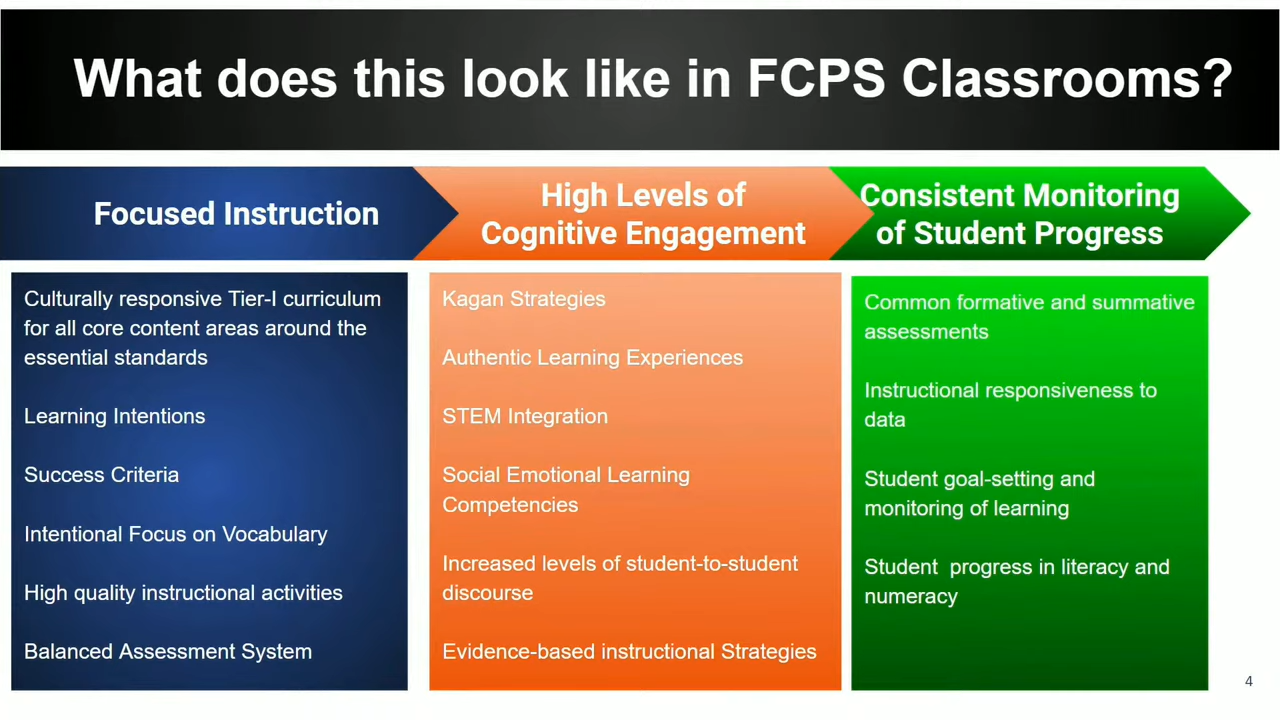 What does this look like in FCPS Classrooms?
Focused Instruction
High Levels of
Cognitive Engagement
Consistent Monitoring
of Student Progress
Culturally responsive Tier-I curriculum
for all core content areas around the
essential standards
Learning Intentions
Success Criteria
Intentional Focus on Vocabulary
High quality instructional activities
Balanced Assessment System
Kagan Strategies
Authentic Learning Experiences
STEM Integration
Social Emotional Learning
Competencies
Increased levels of student-to-student
discourse
Evidence-based instructional Strategies
Common formative and summative
assessments
Instructional responsiveness to
data
Student goal-setting and
monitoring of learning
Student  progress in literacy and
numeracy
4